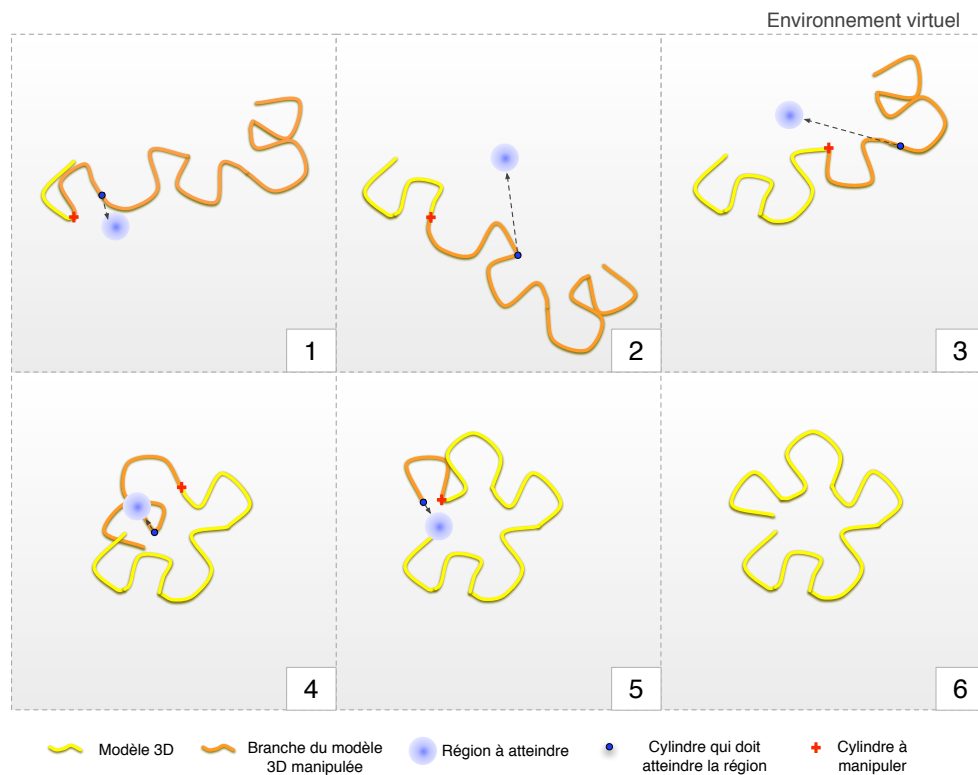 Environnement virtuel
1
2
3
4
5
6
Modèle 3D
Branche du modèle
3D manipulée
Région à atteindre
Cylindre qui doit
atteindre la région
Cylindre à
manipuler